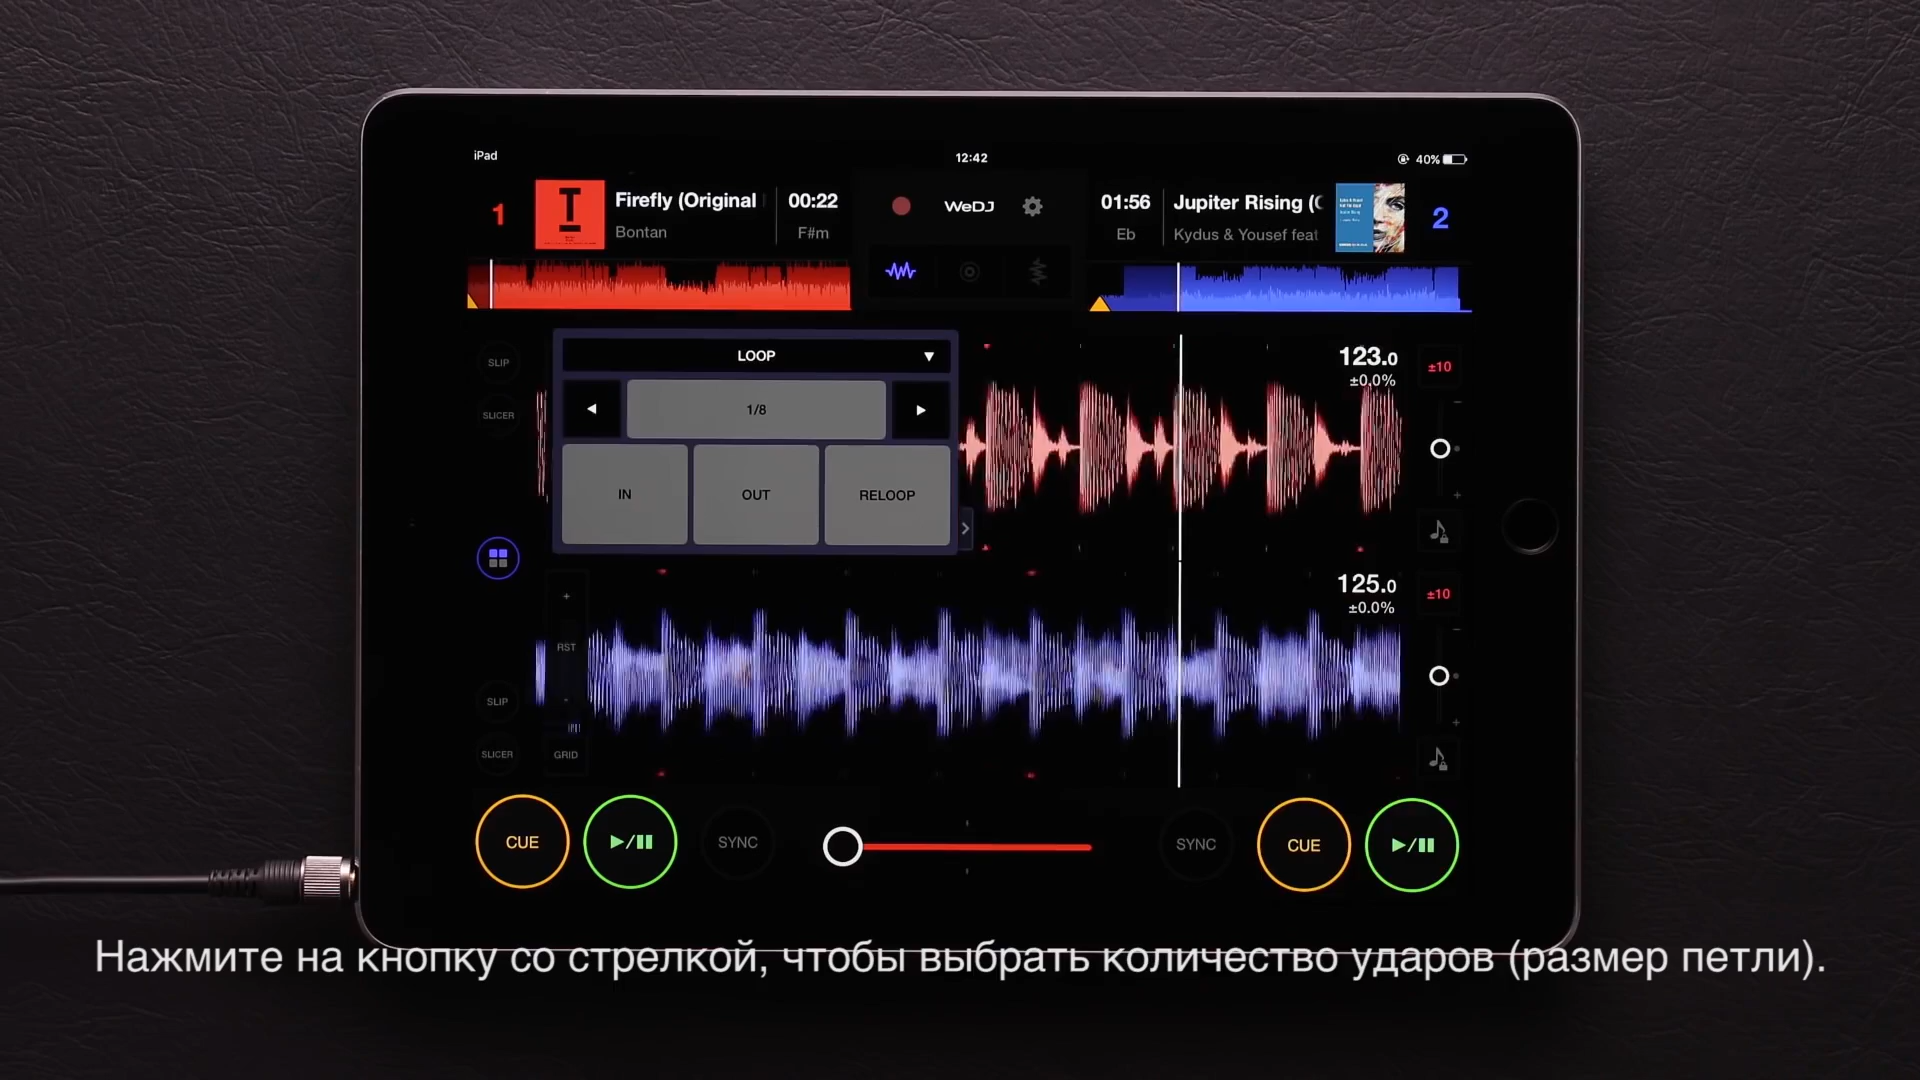 iPad
12:42
40%
1
Firefly (Original
00:22
Bontan
F#m
WeDJ
01:56
Jupiter Rising (
Eb
Kydus & Yousef feat
2
LOOP
1/8
IN
OUT
RELOOP
SLIP
SLICER
123.0
±0.0%
±10
+
RST
-
GRID
SLIP
SLICER
125.0
±0.0%
±10
CUE
SYNC
SYNC
CUE
Нажмите на кнопку со стрелкой, чтобы выбрать количество ударов (размер петли).